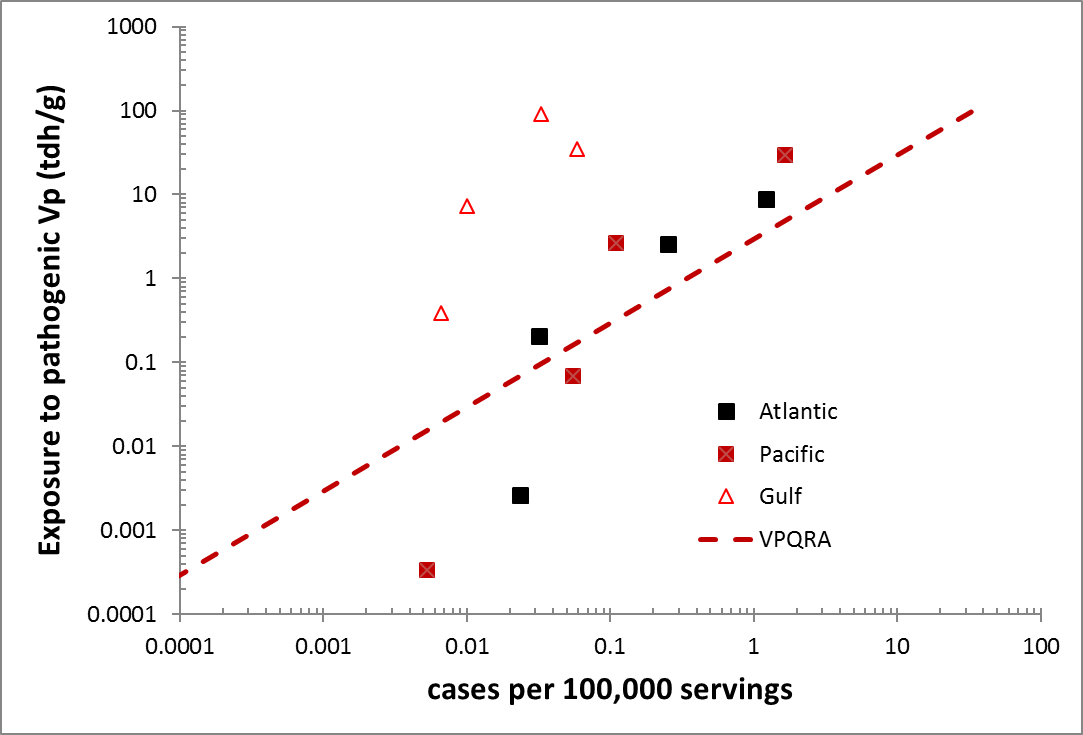 Exposure to pathogenic Vp (tdh/g)
1000
100
10
1
0.1
0.01
0.001
0.0001
Atlantic
Pacific
Gulf
VPQRA
0.0001 0.001 0.01 0.1 1 10 100
cases per 100,000 servings